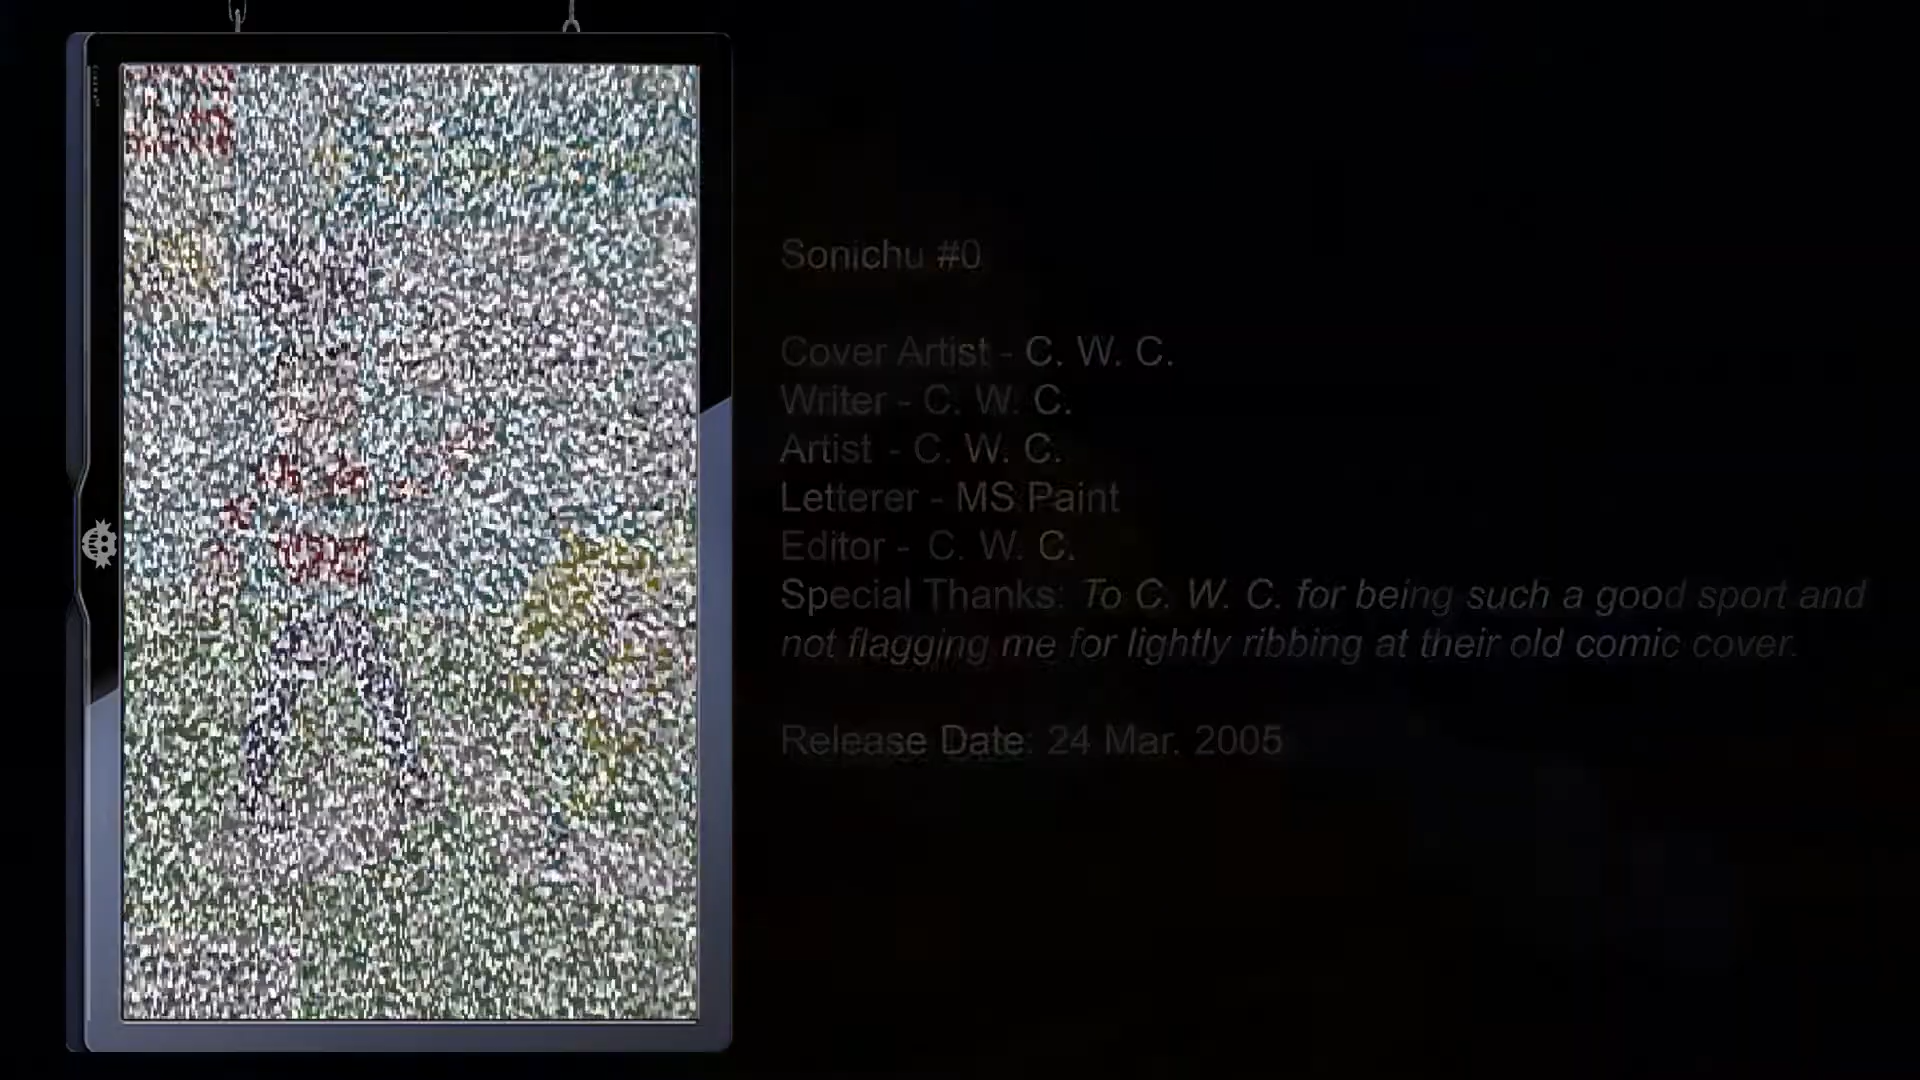 Sonichu #0
Cover Artist - C. W. C.
Writer - C. W. C.
Artist - C. W. C.
Letterer - MS Paint
Editor - C. W. C.
Special Thanks: To C. W. C. for being such a good sport and
not flagging me for lightly ribbing at their old comic cover.
Release Date: 24 Mar. 2005